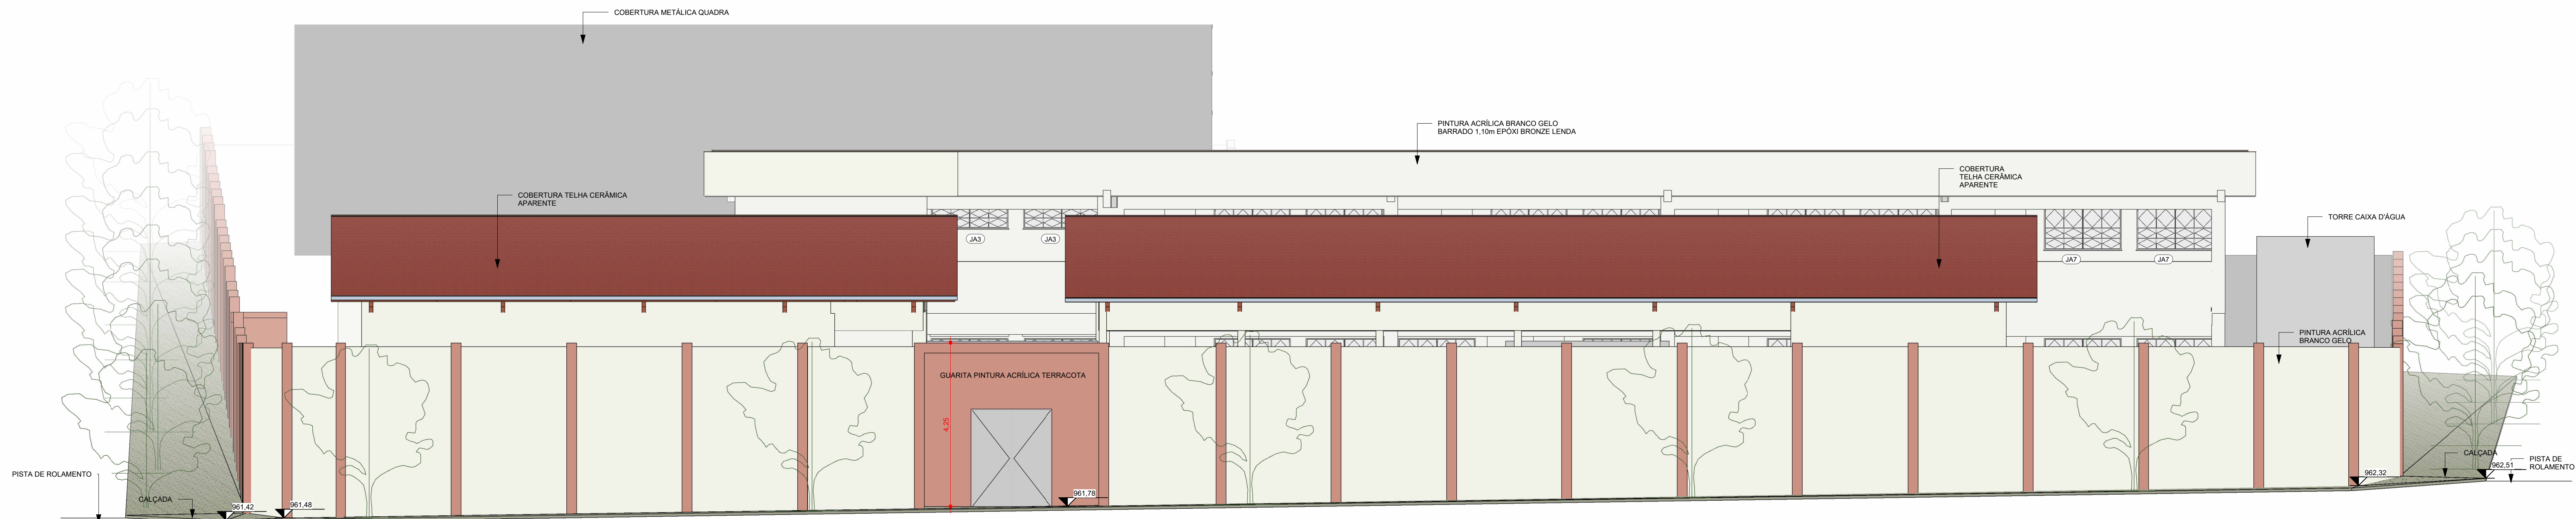 COBERTURA METÁLICA QUADRA
PINTURA ACRÍLICA BRANCO GELO
BARRADO 1,10m EPÓXI BRONZE LENDA
COBERTURA
TELHA CERÂMICA
APARENTE
COBERTURA TELHA CERÂMICA
APARENTE
TORRE CAIXA D'ÁGUA
JA3
JA3
JA7
JA7
PINTURA ACRÍLICA
BRANCO GELO
GUARITA PINTURA ACRÍLICA TERRACOTA
4,25
PISTA DE ROLAMENTO
CALÇADA
961,42
961,48
961,78
962,32
CALÇADA
962,51
PISTA DE
ROLAMENTO